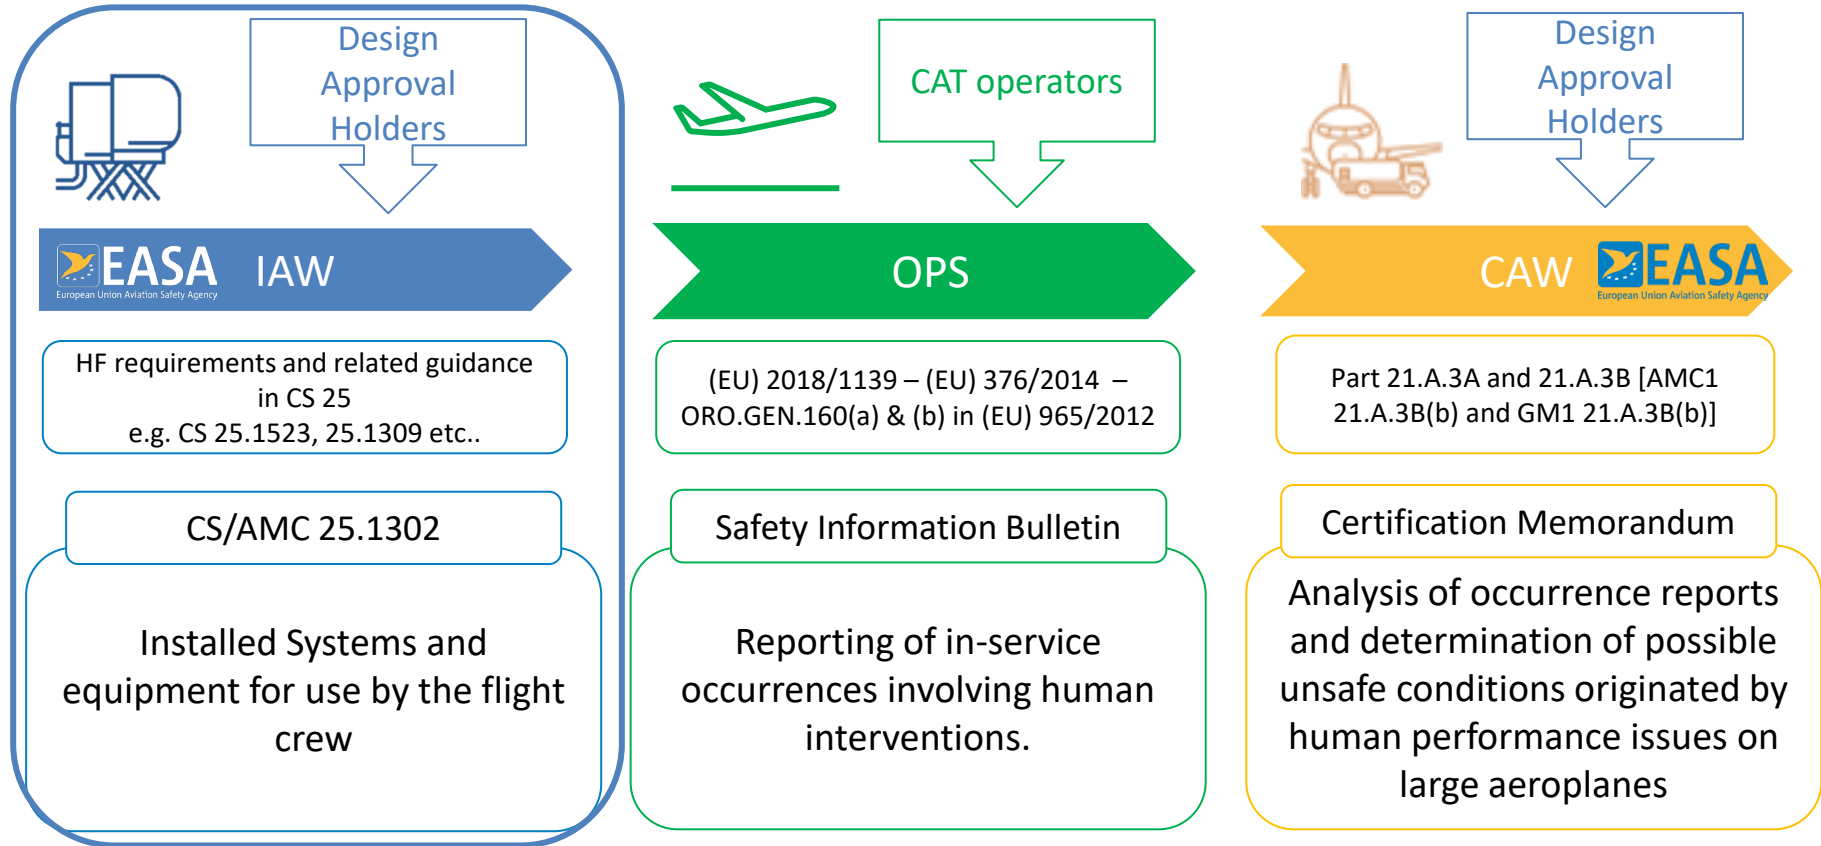 Design
Approval
Holders
EASA
European Union Aviation Safety Agency
IAW
HF requirements and related guidance
in CS 25
e.g. CS 25.1523, 25.1309 etc..
CS/AMC 25.1302
Installed Systems and
equipment for use by the flight
crew
CAT operators
OPS
(EU) 2018/1139 – (EU) 376/2014 –
ORO.GEN.160(a) & (b) in (EU) 965/2012
Safety Information Bulletin
Reporting of in-service
occurrences involving human
interventions.
Design
Approval
Holders
CAW
EASA
European Union Aviation Safety Agency
Part 21.A.3A and 21.A.3B [AMC1
21.A.3B(b) and GM1 21.A.3B(b)]
Certification Memorandum
Analysis of occurrence reports
and determination of possible
unsafe conditions originated by
human performance issues on
large aeroplanes